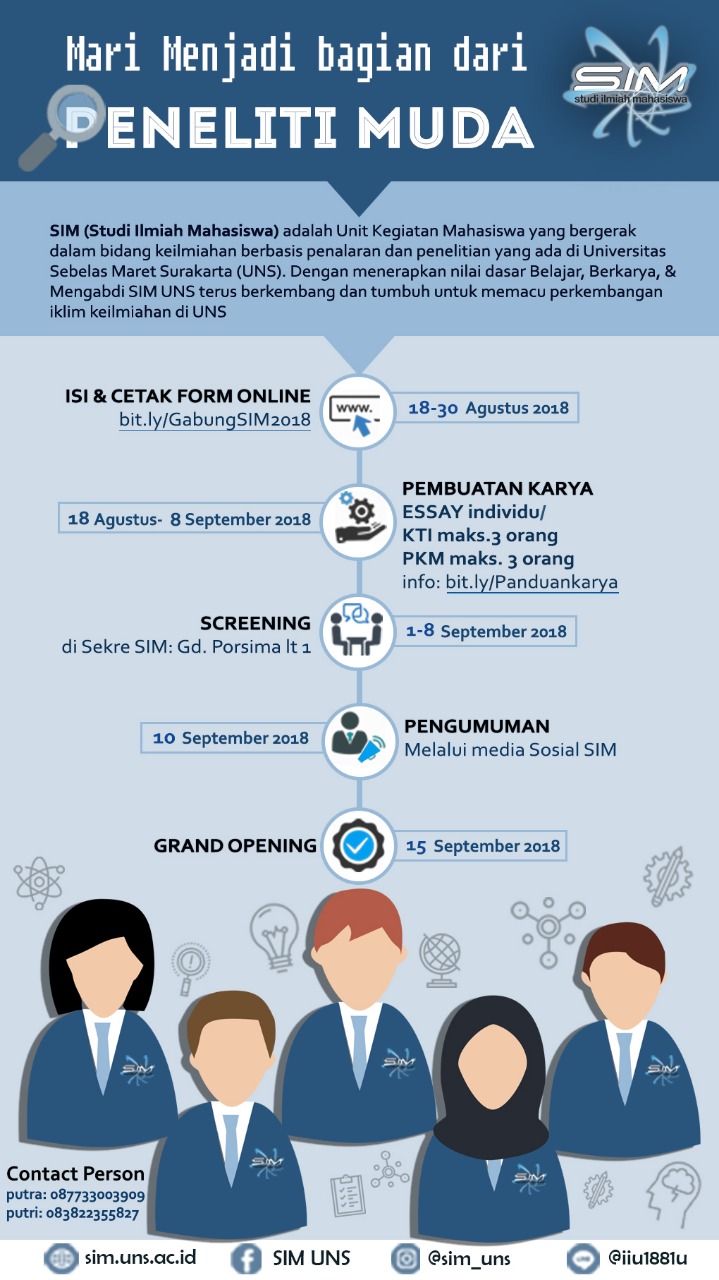 Mari Menjadi bagian dari
PENELITI MUDA
SIM
studi ilmiah mahasiswa
SIM (Studi Ilmiah Mahasiswa) adalah Unit Kegiatan Mahasiswa yang bergerak
dalam bidang keilmiahan berbasis penalaran dan penelitian yang ada di Universitas
Sebelas Maret Surakarta (UNS). Dengan menerapkan nilai dasar Belajar, Berkarya, &
Mengabdi SIM UNS terus berkembang dan tumbuh untuk memacu perkembangan
iklim keilmiahan di UNS
ISI & CETAK FORM ONLINE
bit.ly/GabungSIM2018
www.
18-30 Agustus 2018
18 Agustus- 8 September 2018
PEMBUATAN KARYA
ESSAY individu/
KTI maks.3 orang
PKM maks. 3 orang
info: bit.ly/Panduankarya
SCREENING
di Sekre SIM: Gd. Porsima lt 1
1-8 September 2018
10 September 2018
PENGUMUMAN
Melalui media Sosial SIM
GRAND OPENING
15 September 2018
SIM
SIM
SIM
SIM
SIM
Contact Person
putra: 087733003909
putri: 083822355827
sim.uns.ac.id
SIM UNS
@sim_uns
@iiu1881u